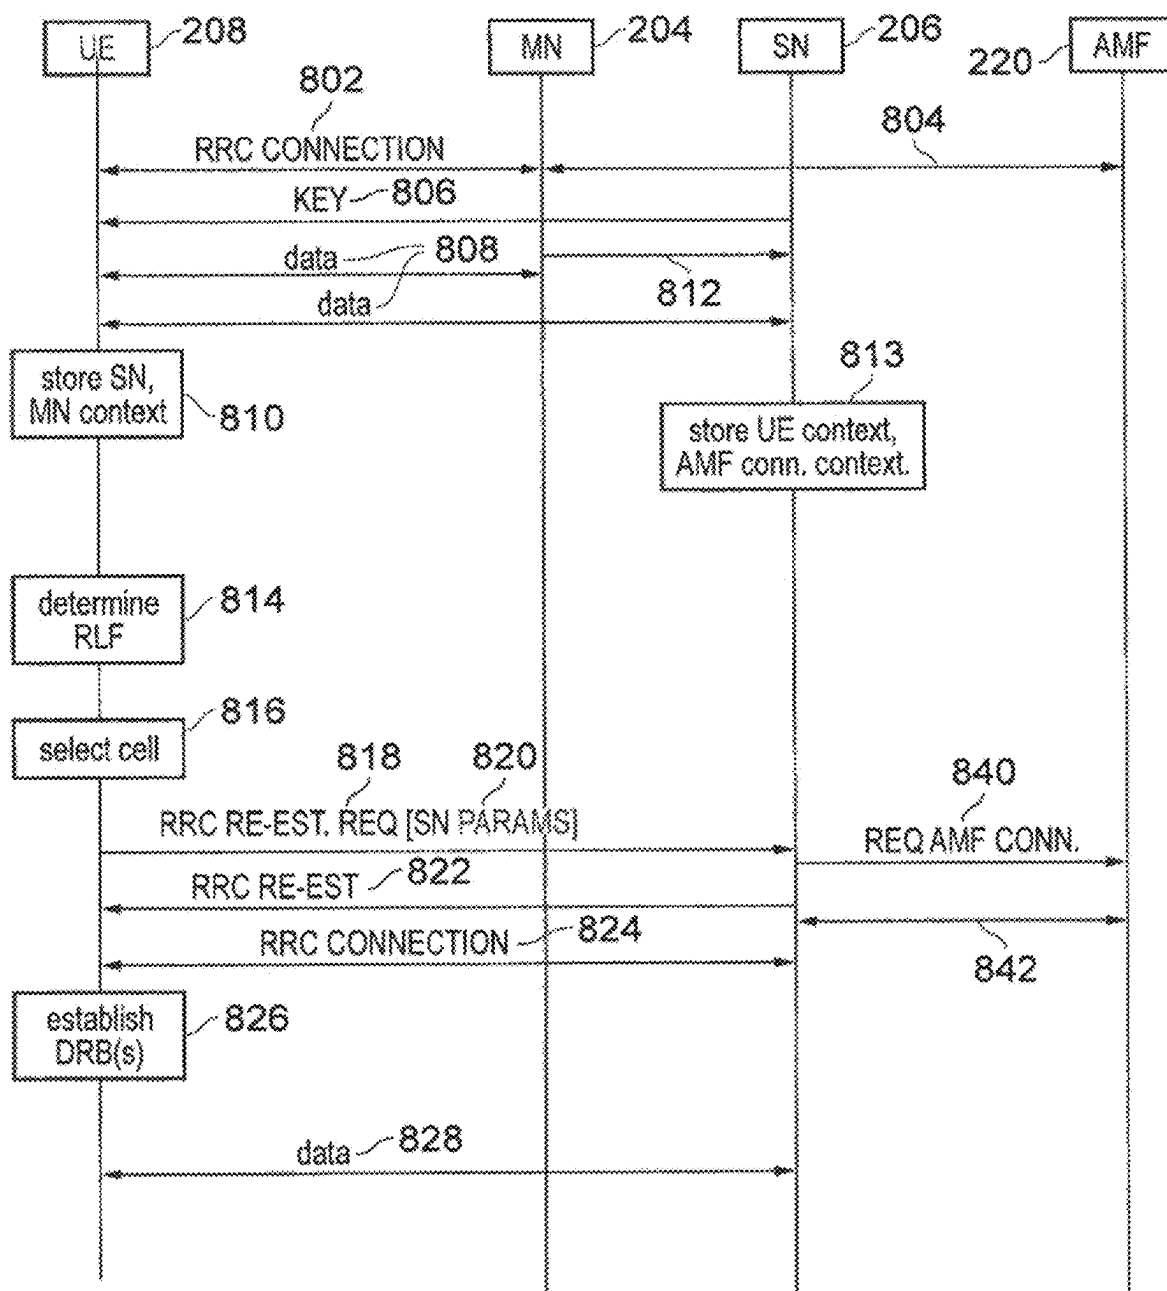 UE 208 MN 204 SN 206 220 AMF
802
RRC CONNECTION 804
KEY 806
data 808
812
data
store SN,
MN context 810
813
store UE context,
AMF conn. context.
determine
RLF
814
816
select cell
818 820 840
RRC RE-EST. REQ [SN PARAMS] REQ AMF CONN.
RRC RE-EST 822
RRC CONNECTION 824
842
establish
DRB(s)
826
data 828